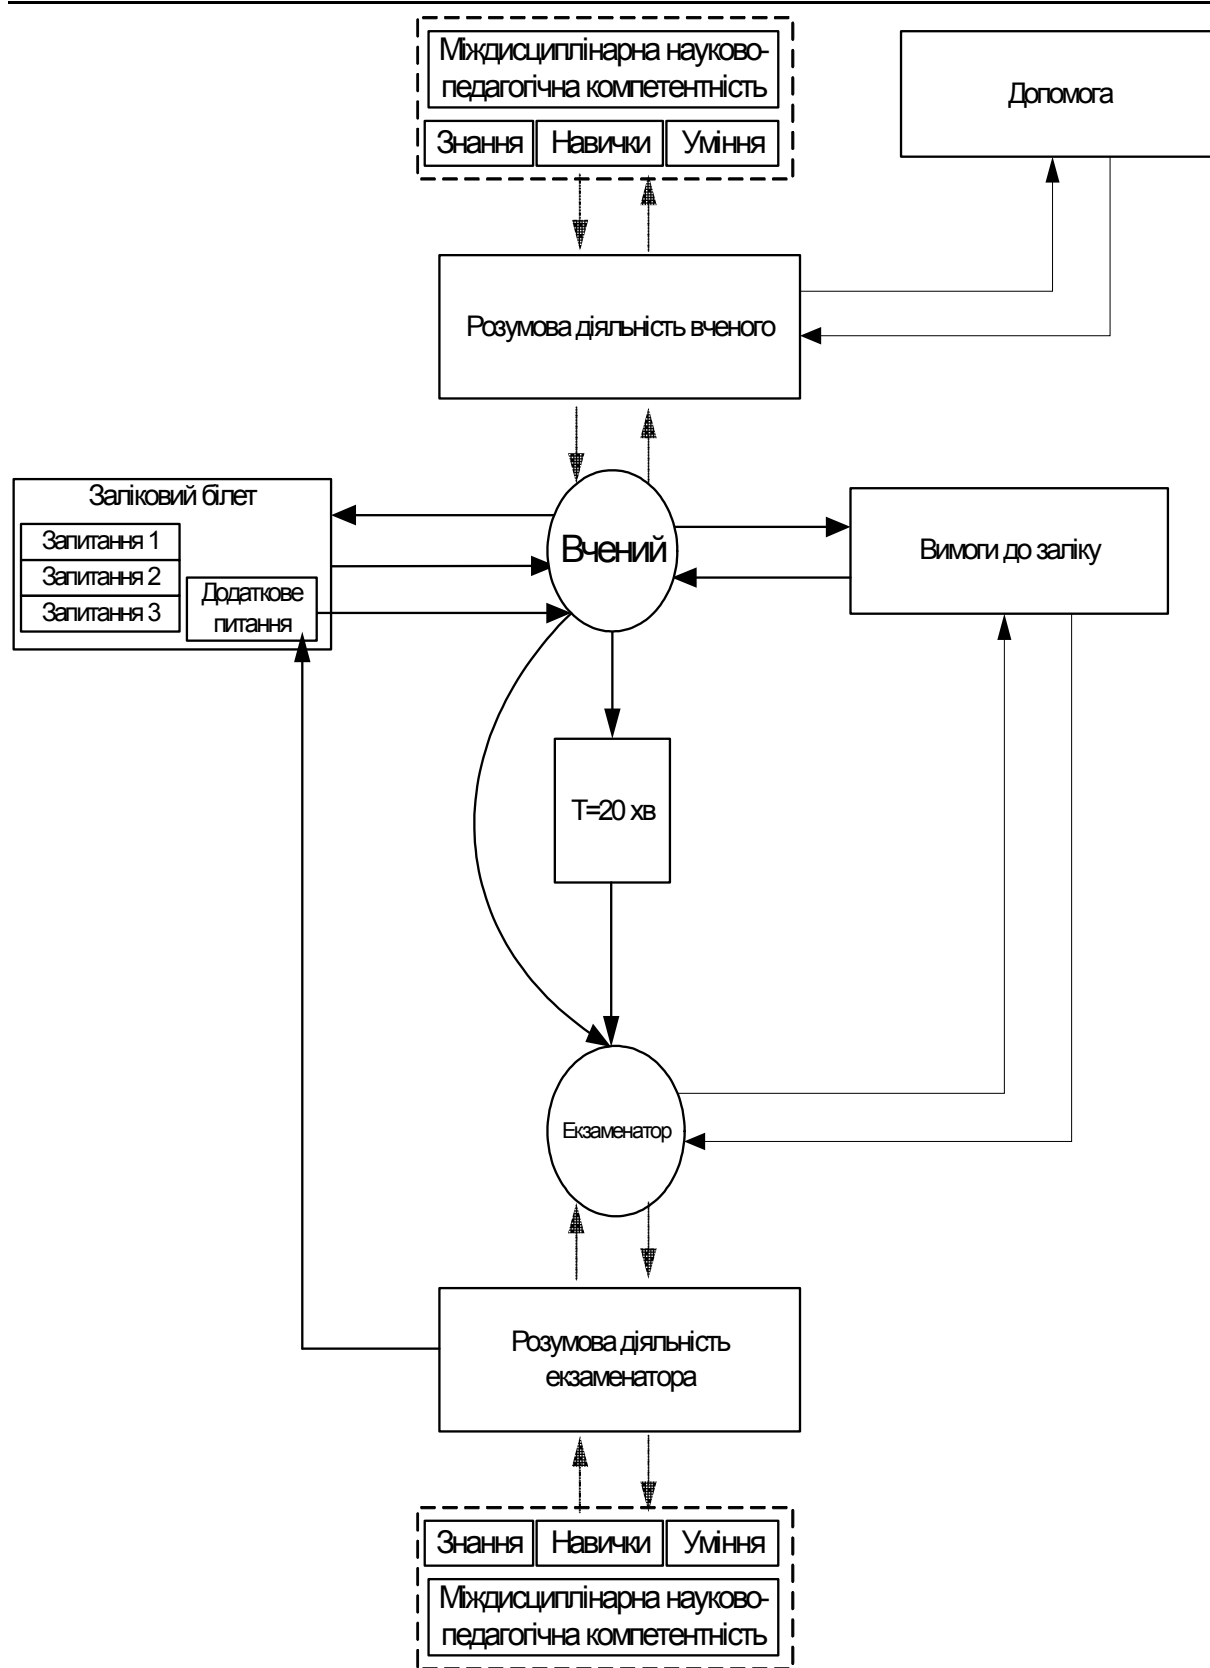 Міждисциплінарна науково-
педагогічна компетентність
Знання Навички Уміння
Допомога
Розумова діяльність вченого
Заліковий білет
Запитання 1
Запитання 2
Запитання 3
Додаткове
питання
Вчений
Вимоги до заліку
Т=20 хв
Екзаменатор
Розумова діяльність
екзаменатора
Знання Навички Уміння
Міждисциплінарна науково-
педагогічна компетентність